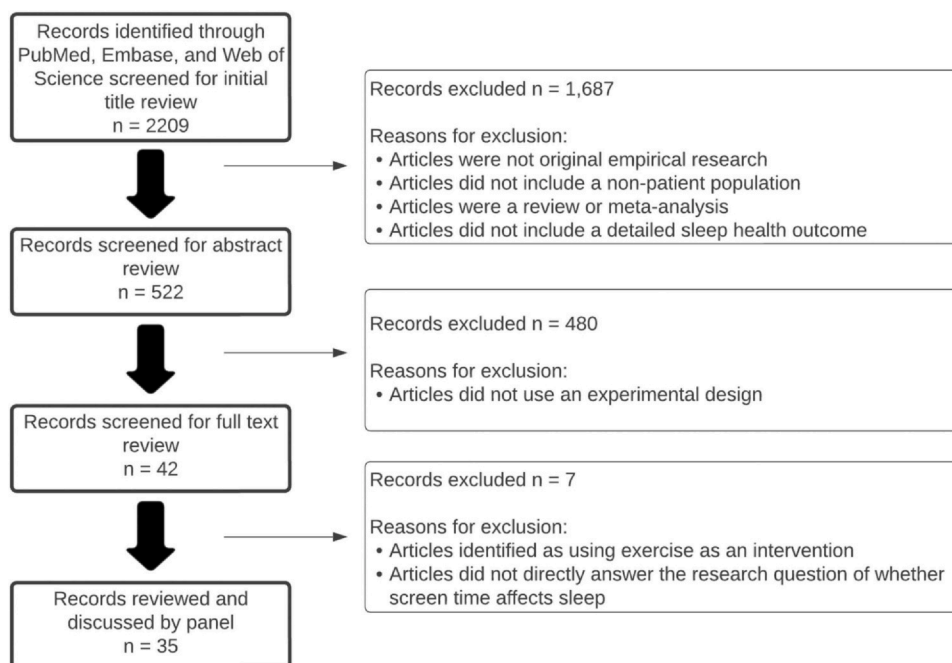 Records identified through
PubMed, Embase, and Web of
Science screened for initial
title review
n = 2209
Records excluded n = 1,687
Reasons for exclusion:
• Articles were not original empirical research
• Articles did not include a non-patient population
• Articles were a review or meta-analysis
• Articles did not include a detailed sleep health outcome
Records screened for abstract
review
n = 522
Records excluded n = 480
Reasons for exclusion:
• Articles did not use an experimental design
Records screened for full text
review
n = 42
Records excluded n = 7
Reasons for exclusion:
• Articles identified as using exercise as an intervention
• Articles did not directly answer the research question of whether
screen time affects sleep
Records reviewed and
discussed by panel
n = 35